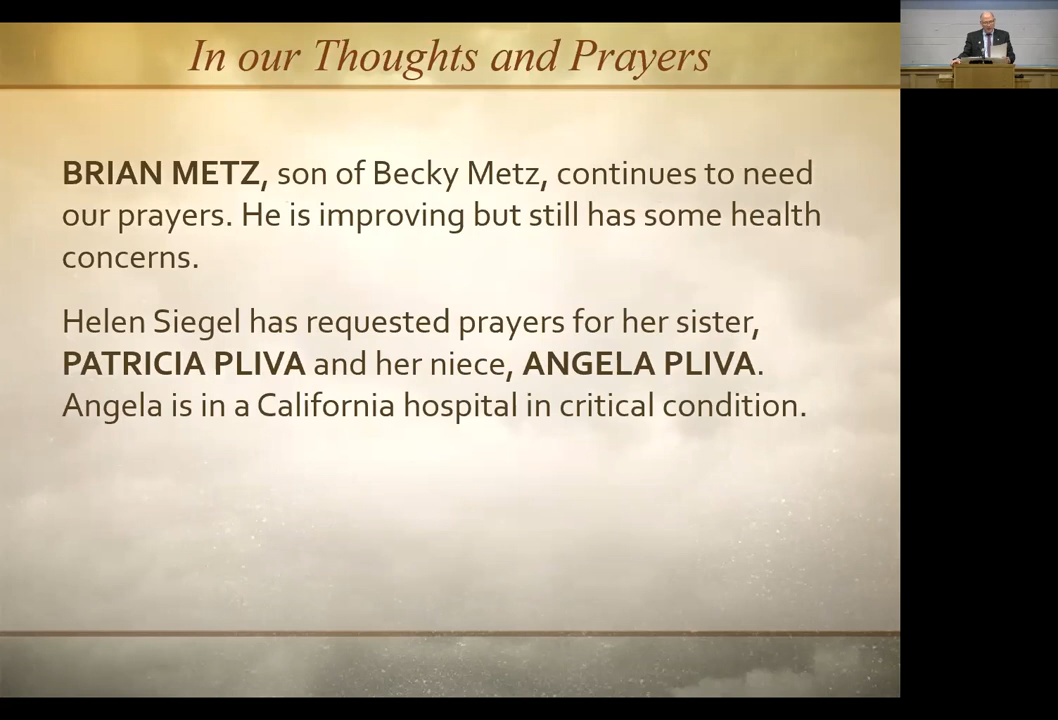 In our Thoughts and Prayers
BRIAN METZ, son of Becky Metz, continues to need
our prayers. He is improving but still has some health
concerns.
Helen Siegel has requested prayers for her sister,
PATRICIA PLIVA and her niece, ANGELA PLIVA.
Angela is in a California hospital in critical condition.